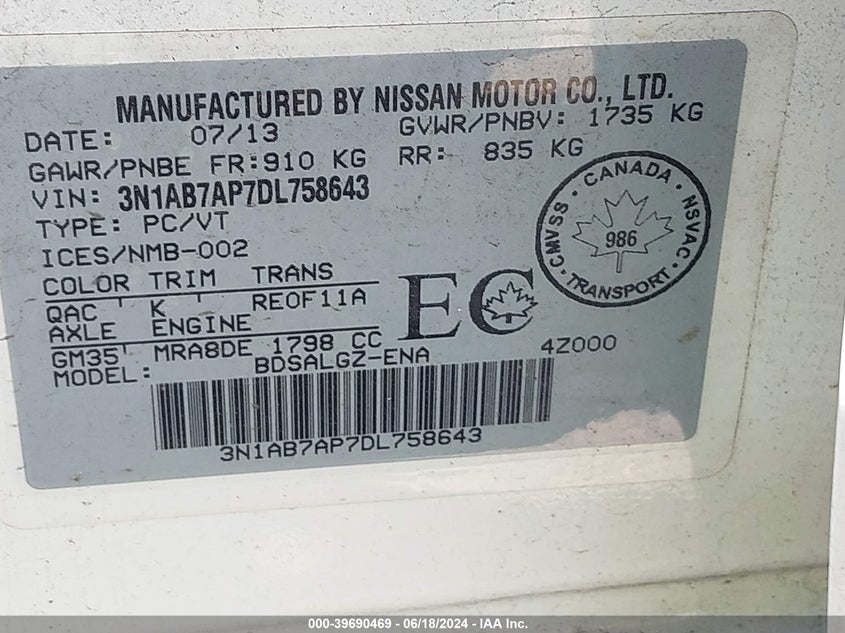 MANUFACTURED BY NISSAN MOTOR CO., LTD.
DATE: 07/13 GVWR/PNBV: 1735 KG
GAWR/PNBE FR:910 KG RR: 835 KG
VIN: 3N1AB7AP7DL758643
TYPE: PC/VT
ICES/NMB-002
COLOR TRIM TRANS
QAC K RE0F11A
AXLE ENGINE
GM35 MRA8DE 1798 CC
MODEL: BDSALGZ-ENA 4Z000
EC
CANADA
CMVSS 986 NSVAC
TRANSPORT
3N1AB7AP7DL758643
000-39690469 - 06/18/2024 - IAA Inc.